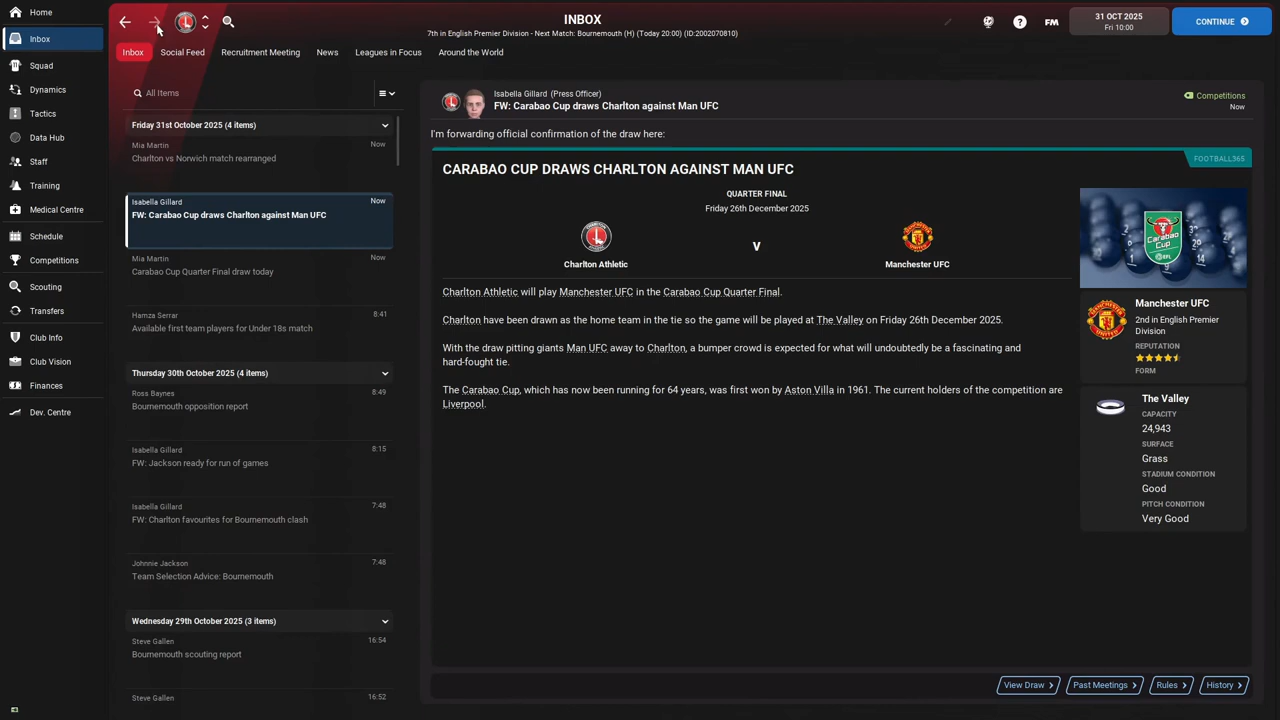 Home
Inbox
Squad
Dynamics
Tactics
Data Hub
Staff
Training
Medical Centre
Schedule
Competitions
Scouting
Transfers
Club Info
Club Vision
Finances
Dev. Centre
INBOX
7th in English Premier Division - Next Match: Bournemouth (H) (Today 20:00) (ID:2002070810)
FM
31 OCT 2025
Fri 10:00
CONTINUE
Inbox
Social Feed
Recruitment Meeting
News
Leagues in Focus
Around the World
All Items
Friday 31st October 2025 (4 items)
Mia Martin
Now
Charlton vs Norwich match rearranged
Isabella Gillard
Now
FW: Carabao Cup draws Charlton against Man UFC
Mia Martin
Now
Carabao Cup Quarter Final draw today
Hamza Serrar
8:41
Available first team players for Under 18s match
Thursday 30th October 2025 (4 items)
Ross Baynes
8:49
Bournemouth opposition report
Isabella Gillard
8:15
FW: Jackson ready for run of games
Isabella Gillard
7:48
FW: Charlton favourites for Bournemouth clash
Johnnie Jackson
7:48
Team Selection Advice: Bournemouth
Wednesday 29th October 2025 (3 items)
Steve Gallen
16:54
Bournemouth scouting report
Steve Gallen
16:52
Isabella Gillard (Press Officer)
FW: Carabao Cup draws Charlton against Man UFC
Competitions
Now
I'm forwarding official confirmation of the draw here:
FOOTBALL365
CARABAO CUP DRAWS CHARLTON AGAINST MAN UFC
QUARTER FINAL
Friday 26th December 2025
Charlton Athletic
V
Manchester UFC
Charlton Athletic will play Manchester UFC in the Carabao Cup Quarter Final.
Charlton have been drawn as the home team in the tie so the game will be played at The Valley on Friday 26th December 2025.
With the draw pitting giants Man UFC away to Charlton, a bumper crowd is expected for what will undoubtedly be a fascinating and
hard-fought tie.
The Carabao Cup, which has now been running for 64 years, was first won by Aston Villa in 1961. The current holders of the competition are
Liverpool.
Carabao
CUP
EFL
Manchester UFC
2nd in English Premier
Division
REPUTATION
FORM
The Valley
CAPACITY
24,943
SURFACE
Grass
STADIUM CONDITION
Good
PITCH CONDITION
Very Good
View Draw
Past Meetings
Rules
History